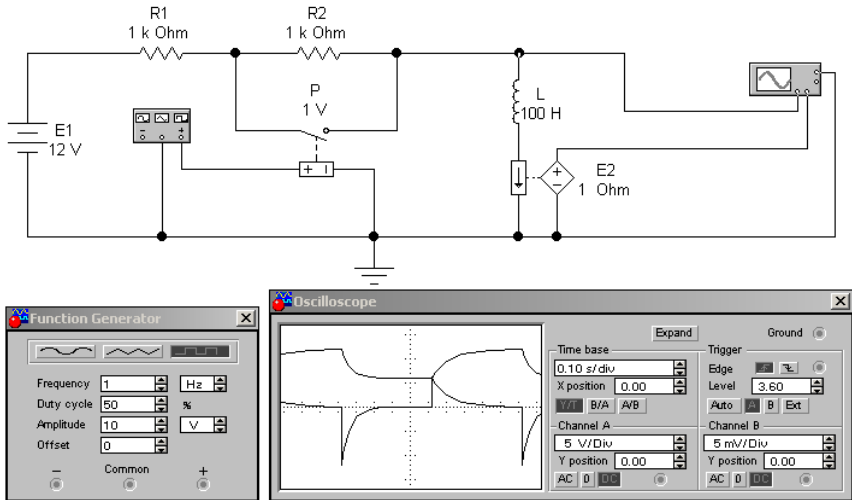 R1
1 k Ohm
R2
1 k Ohm
P
1 V
+ -
E1
12 V
- +
L
100 H
+
-
E2
1 Ohm
Function Generator
Frequency 1 Hz
Duty cycle 50 %
Amplitude 10 V
Offset 0
- Common +
Oscilloscope
Expand
Ground
Time base
0.10 s/div
X position 0.00
Y/T B/A A/B
Trigger
Edge
Level 3.60
Auto A B Ext
Channel A
5 V/Div
Y position 0.00
AC 0 DC
Channel B
5 mV/Div
Y position 0.00
AC 0 DC